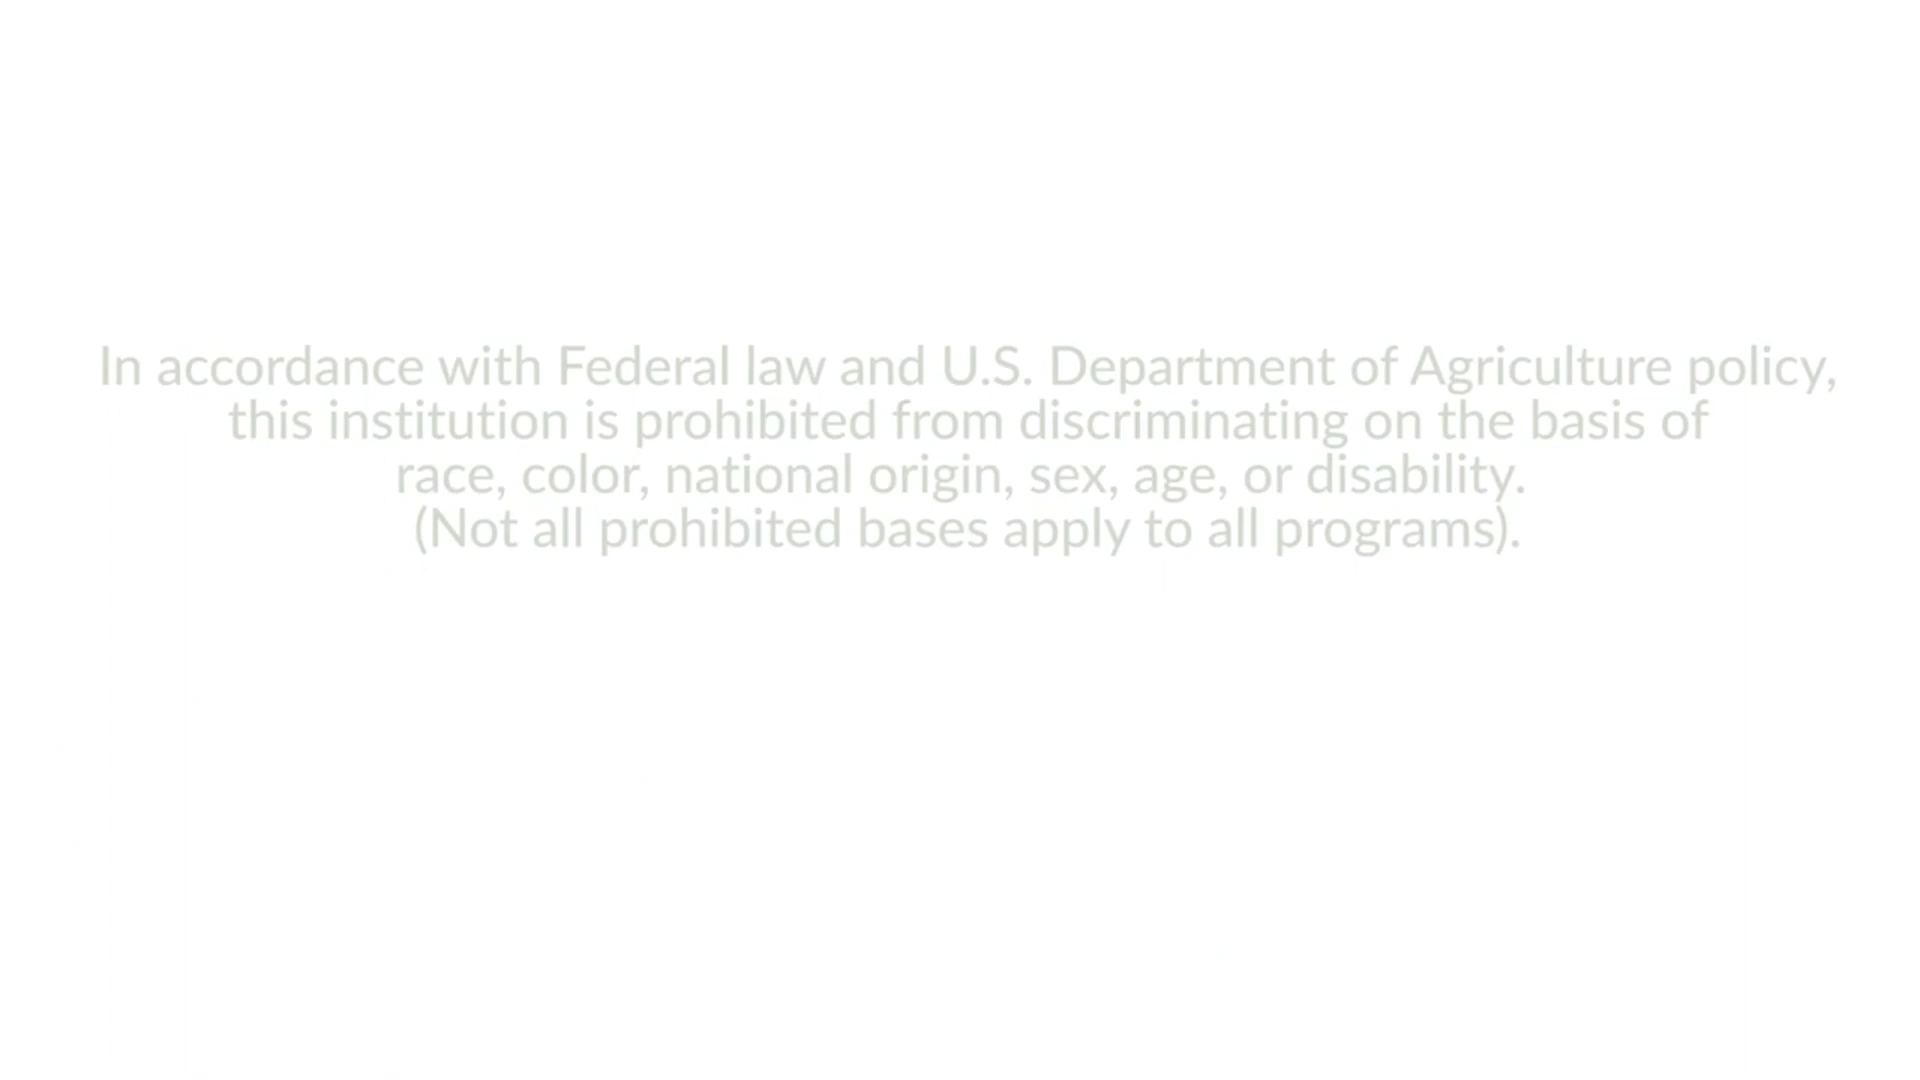 In accordance with Federal law and U.S. Department of Agriculture policy,
this institution is prohibited from discriminating on the basis of
race, color, national origin, sex, age, or disability.
(Not all prohibited bases apply to all programs).